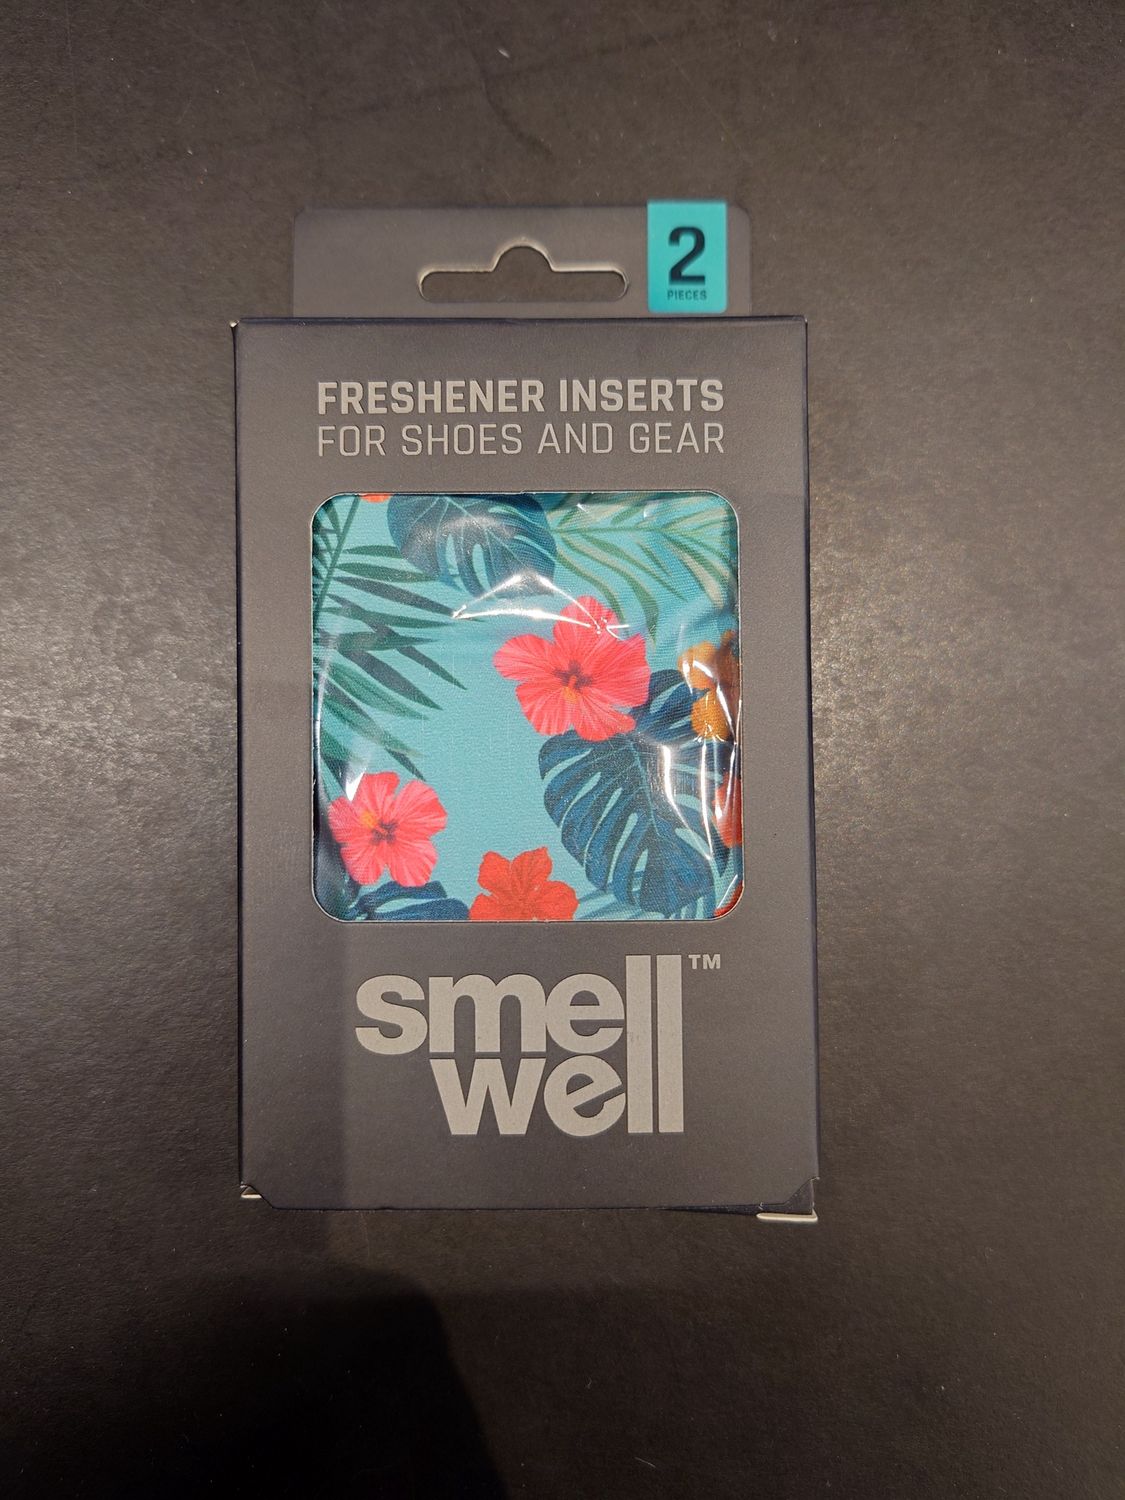 2
PIECES
FRESHENER INSERTS
FOR SHOES AND GEAR
smell™
well